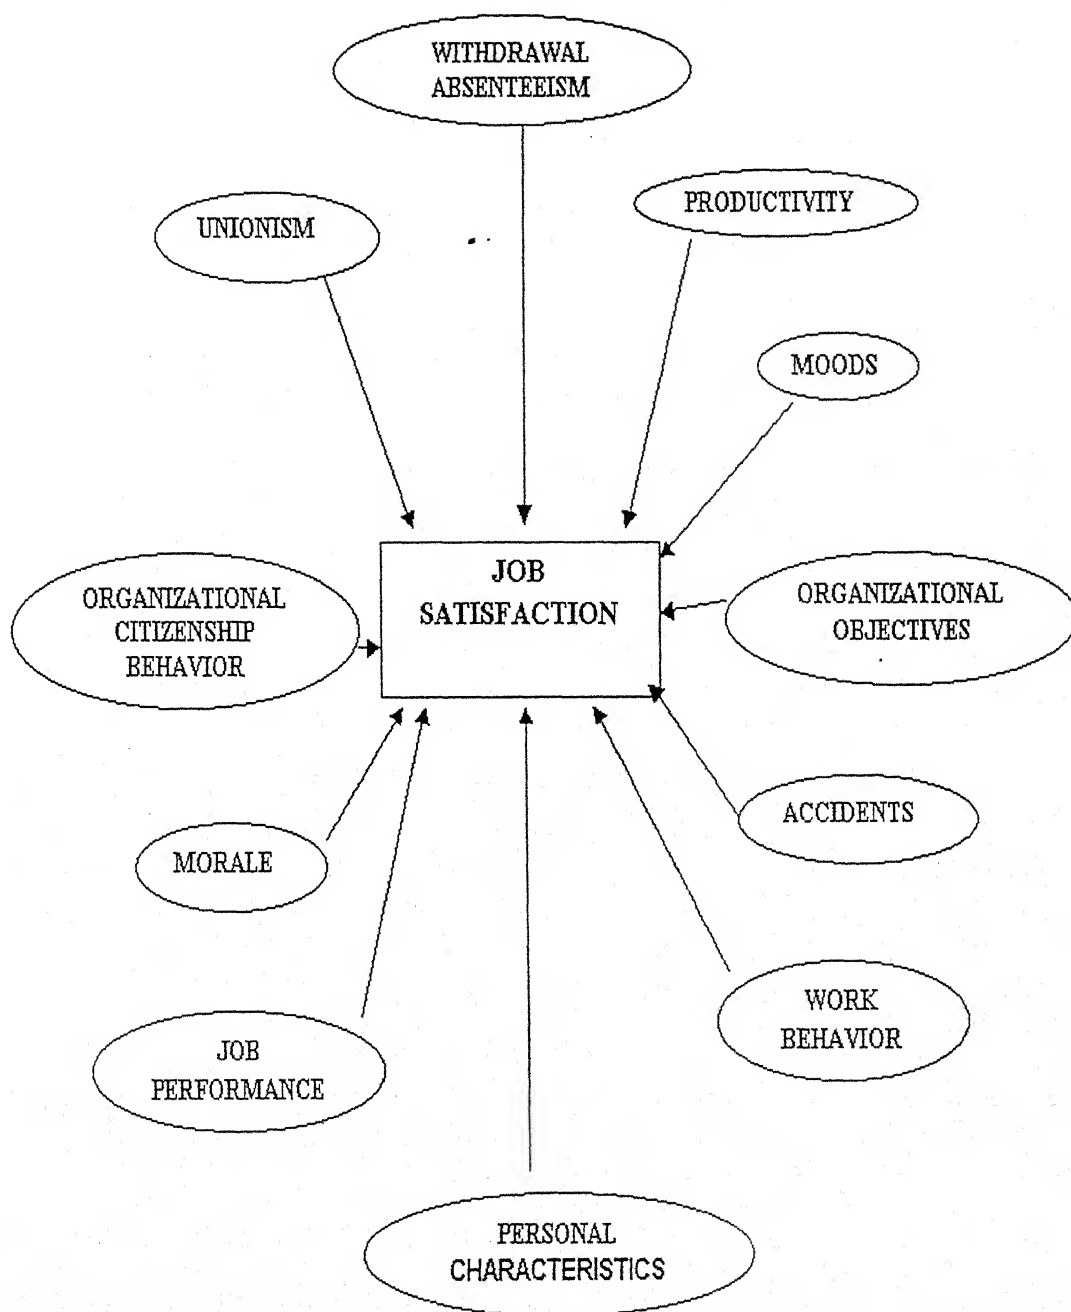 WITHDRAWAL
ABSENTEEISM
PRODUCTIVITY
UNIONISM
MOODS
JOB
SATISFACTION
ORGANIZATIONAL
CITIZENSHIP
BEHAVIOR
ORGANIZATIONAL
OBJECTIVES
ACCIDENTS
MORALE
WORK
BEHAVIOR
JOB
PERFORMANCE
PERSONAL
CHARACTERISTICS